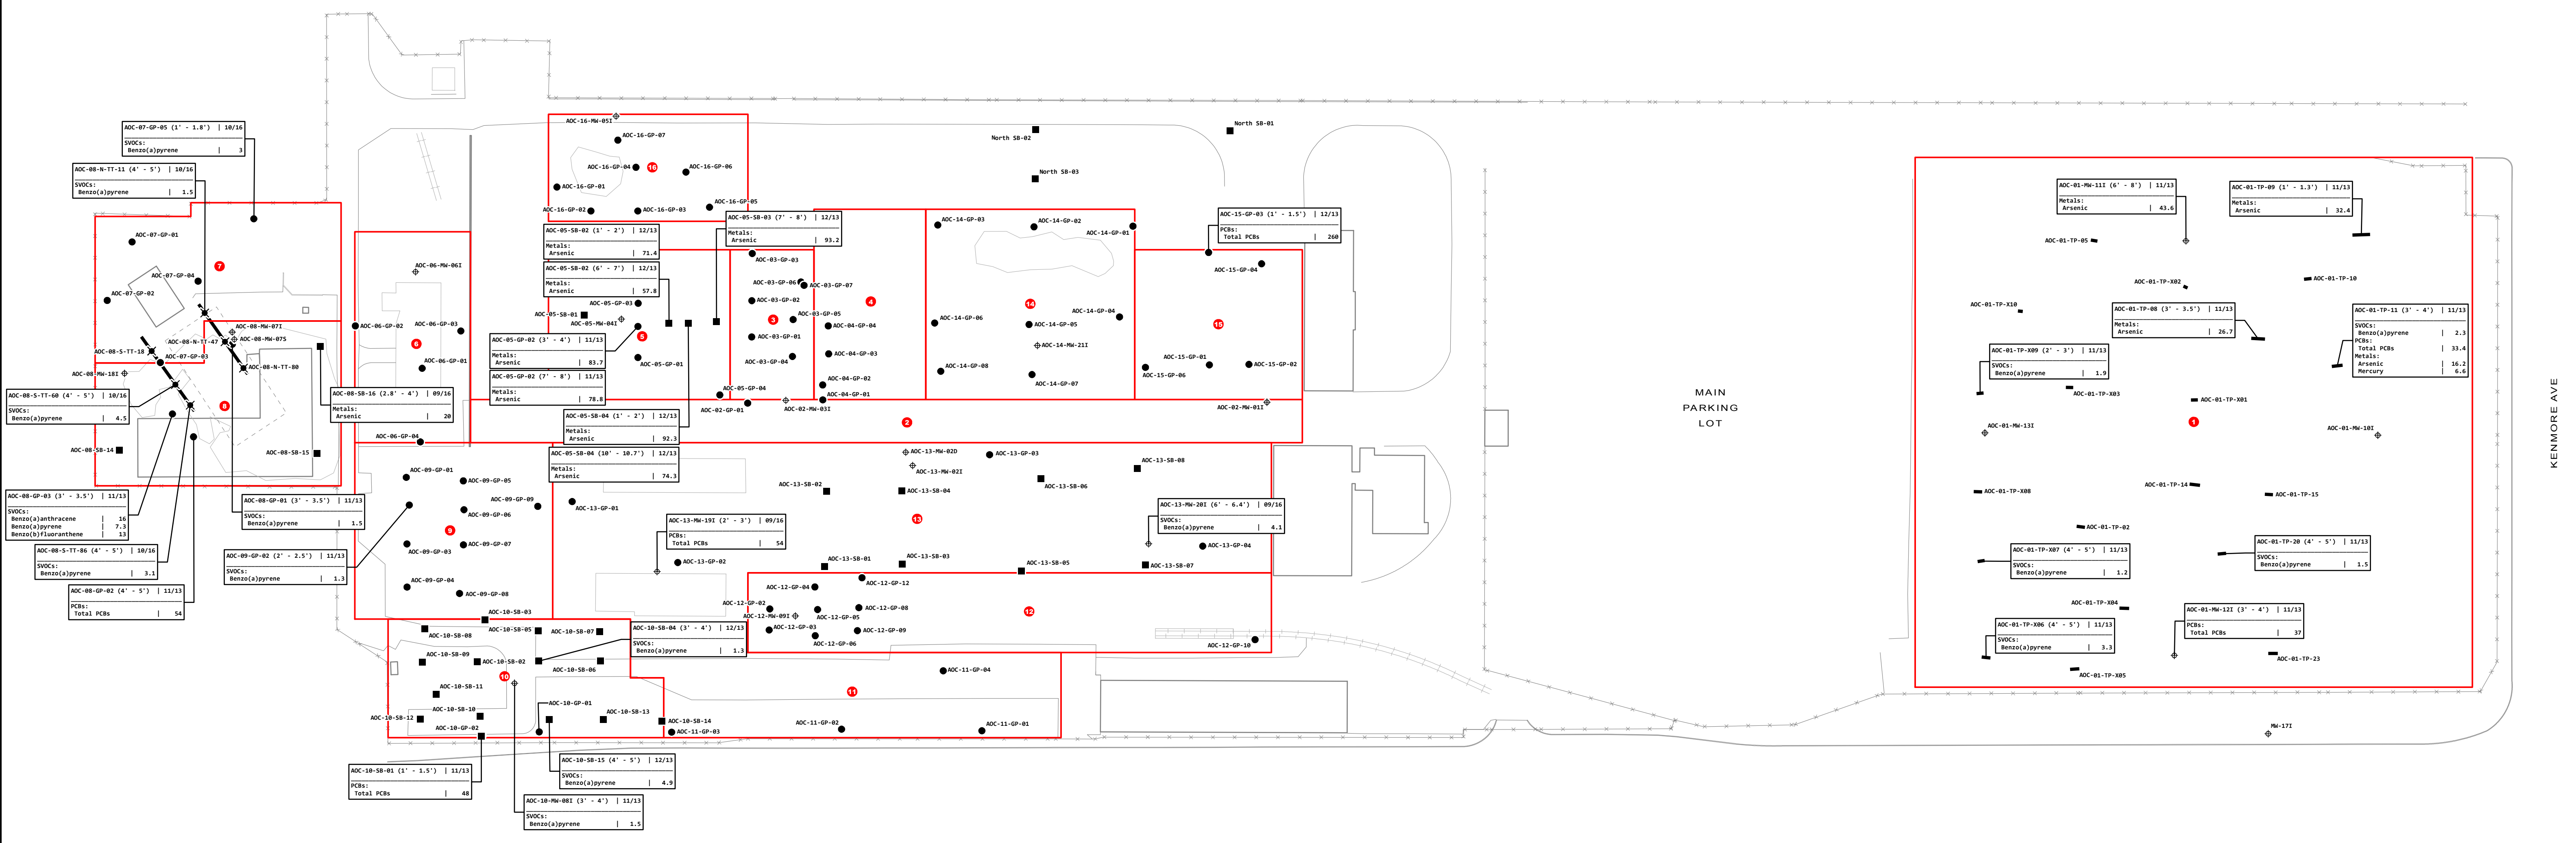 AOC-07-GP-05 (1' - 1.8') | 10/16
SVOCs:
Benzo(a)pyrene | 3
AOC-08-N-TT-11 (4' - 5') | 10/16
SVOCs:
Benzo(a)pyrene | 1.5
AOC-07-GP-01
7
AOC-07-GP-04
AOC-07-GP-02
AOC-08-MW-07I
AOC-08-MW-07S
AOC-08-N-TT-47
AOC-08-S-TT-18
AOC-07-GP-03
AOC-08-N-TT-80
AOC-08-MW-18I
AOC-08-S-TT-60 (4' - 5') | 10/16
SVOCs:
Benzo(a)pyrene | 4.5
8
AOC-08-SB-14
AOC-08-SB-15
AOC-08-SB-16 (2.8' - 4') | 09/16
Metals:
Arsenic | 20
AOC-08-GP-03 (3' - 3.5') | 11/13
SVOCs:
Benzo(a)anthracene | 16
Benzo(a)pyrene | 7.3
Benzo(b)fluoranthene | 13
AOC-08-GP-01 (3' - 3.5') | 11/13
SVOCs:
Benzo(a)pyrene | 1.5
AOC-08-S-TT-86 (4' - 5') | 10/16
SVOCs:
Benzo(a)pyrene | 3.1
AOC-08-GP-02 (4' - 5') | 11/13
PCBs:
Total PCBs | 54
AOC-09-GP-02 (2' - 2.5') | 11/13
SVOCs:
Benzo(a)pyrene | 1.3
AOC-06-MW-06I
AOC-06-GP-02
AOC-06-GP-03
6
AOC-06-GP-01
AOC-06-GP-04
AOC-16-MW-05I
AOC-16-GP-07
AOC-16-GP-04
16
AOC-16-GP-06
AOC-16-GP-01
AOC-16-GP-02
AOC-16-GP-03
AOC-16-GP-05
AOC-05-SB-02 (1' - 2') | 12/13
Metals:
Arsenic | 71.4
AOC-05-SB-03 (7' - 8') | 12/13
Metals:
Arsenic | 93.2
AOC-05-SB-02 (6' - 7') | 12/13
Metals:
Arsenic | 57.8
AOC-05-GP-03
AOC-05-SB-01
AOC-05-MW-04I
5
AOC-05-GP-02 (3' - 4') | 11/13
Metals:
Arsenic | 83.7
AOC-05-GP-01
AOC-05-GP-02 (7' - 8') | 11/13
Metals:
Arsenic | 78.8
AOC-05-GP-04
AOC-05-SB-04 (1' - 2') | 12/13
Metals:
Arsenic | 92.3
AOC-05-SB-04 (10' - 10.7') | 12/13
Metals:
Arsenic | 74.3
AOC-03-GP-03
AOC-03-GP-06
AOC-03-GP-07
AOC-03-GP-02
3
AOC-03-GP-05
AOC-03-GP-01
AOC-03-GP-04
4
AOC-04-GP-04
AOC-04-GP-03
AOC-04-GP-02
AOC-04-GP-01
AOC-02-GP-01
AOC-02-MW-03I
2
AOC-02-MW-01I
North SB-02
North SB-01
North SB-03
AOC-14-GP-03
AOC-14-GP-02
AOC-14-GP-01
14
AOC-14-GP-06
AOC-14-GP-05
AOC-14-GP-04
AOC-14-MW-21I
AOC-14-GP-08
AOC-14-GP-07
AOC-15-GP-03 (1' - 1.5') | 12/13
PCBs:
Total PCBs | 260
AOC-15-GP-04
15
AOC-15-GP-01
AOC-15-GP-02
AOC-15-GP-06
AOC-09-GP-01
AOC-09-GP-05
AOC-09-GP-09
AOC-09-GP-06
9
AOC-09-GP-03
AOC-09-GP-07
AOC-09-GP-04
AOC-09-GP-08
AOC-13-MW-02D
AOC-13-MW-02I
AOC-13-GP-03
AOC-13-SB-08
AOC-13-SB-06
AOC-13-SB-02
AOC-13-SB-04
AOC-13-GP-01
13
AOC-13-MW-19I (2' - 3') | 09/16
PCBs:
Total PCBs | 54
AOC-13-MW-20I (6' - 6.4') | 09/16
SVOCs:
Benzo(a)pyrene | 4.1
AOC-13-GP-04
AOC-13-GP-02
AOC-13-SB-01
AOC-13-SB-03
AOC-13-SB-05
AOC-13-SB-07
AOC-12-GP-04
AOC-12-GP-12
AOC-12-GP-02
AOC-12-MW-09I
AOC-12-GP-05
AOC-12-GP-08
12
AOC-12-GP-03
AOC-12-GP-09
AOC-12-GP-06
AOC-12-GP-10
AOC-10-SB-03
AOC-10-SB-08
AOC-10-SB-05
AOC-10-SB-07
AOC-10-SB-04 (3' - 4') | 12/13
SVOCs:
Benzo(a)pyrene | 1.3
AOC-10-SB-09
AOC-10-SB-02
AOC-10-SB-06
10
AOC-10-SB-11
AOC-10-SB-12
AOC-10-SB-10
AOC-10-GP-02
AOC-10-GP-01
AOC-10-SB-13
AOC-10-SB-14
AOC-11-GP-03
11
AOC-11-GP-04
AOC-11-GP-02
AOC-11-GP-01
AOC-10-SB-01 (1' - 1.5') | 11/13
PCBs:
Total PCBs | 48
AOC-10-SB-15 (4' - 5') | 12/13
SVOCs:
Benzo(a)pyrene | 4.9
AOC-10-MW-08I (3' - 4') | 11/13
SVOCs:
Benzo(a)pyrene | 1.5
MAIN
PARKING
LOT
AOC-01-MW-11I (6' - 8') | 11/13
Metals:
Arsenic | 43.6
AOC-01-TP-09 (1' - 1.3') | 11/13
Metals:
Arsenic | 32.4
AOC-01-TP-05
AOC-01-TP-10
AOC-01-TP-X02
AOC-01-TP-X10
AOC-01-TP-08 (3' - 3.5') | 11/13
Metals:
Arsenic | 26.7
AOC-01-TP-11 (3' - 4') | 11/13
SVOCs:
Benzo(a)pyrene | 2.3
PCBs:
Total PCBs | 33.4
Metals:
Arsenic | 16.2
Mercury | 6.6
AOC-01-TP-X09 (2' - 3') | 11/13
SVOCs:
Benzo(a)pyrene | 1.9
AOC-01-TP-X03
AOC-01-TP-X01
1
AOC-01-MW-13I
AOC-01-MW-10I
AOC-01-TP-X08
AOC-01-TP-14
AOC-01-TP-15
AOC-01-TP-02
AOC-01-TP-X07 (4' - 5') | 11/13
SVOCs:
Benzo(a)pyrene | 1.2
AOC-01-TP-20 (4' - 5') | 11/13
SVOCs:
Benzo(a)pyrene | 1.5
AOC-01-TP-X04
AOC-01-TP-X06 (4' - 5') | 11/13
SVOCs:
Benzo(a)pyrene | 3.3
AOC-01-MW-12I (3' - 4') | 11/13
PCBs:
Total PCBs | 37
AOC-01-TP-23
AOC-01-TP-X05
MW-17I
KENMORE AVE